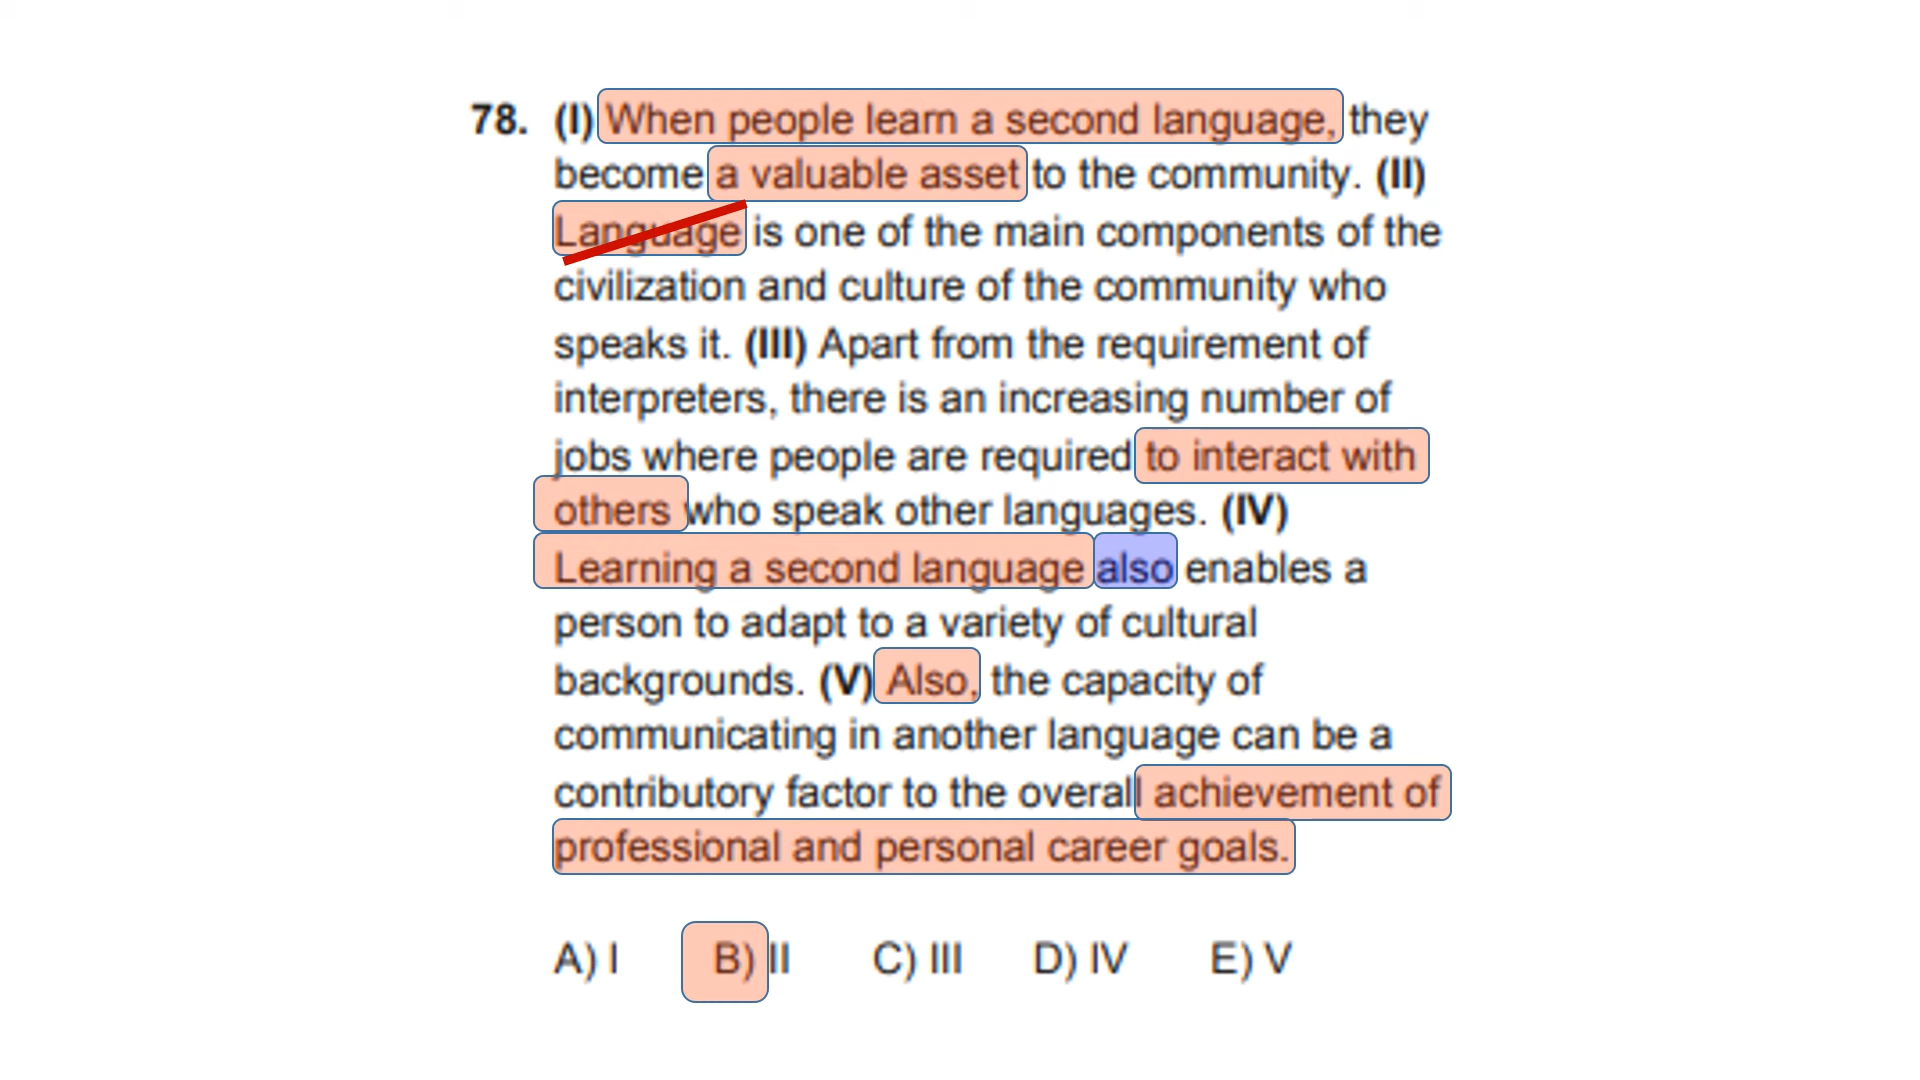 78. (I) When people learn a second language, they
become a valuable asset to the community. (II)
Language is one of the main components of the
civilization and culture of the community who
speaks it. (III) Apart from the requirement of
interpreters, there is an increasing number of
jobs where people are required to interact with
others who speak other languages. (IV)
Learning a second language also enables a
person to adapt to a variety of cultural
backgrounds. (V) Also, the capacity of
communicating in another language can be a
contributory factor to the overall achievement of
professional and personal career goals.
A) I B) II C) III D) IV E) V